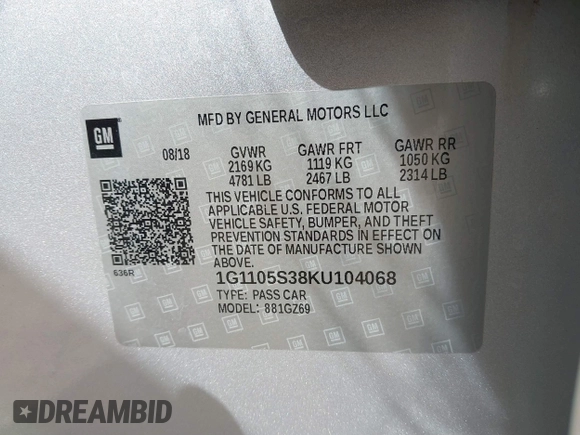 MFD BY GENERAL MOTORS LLC
GM
08/18 GVWR GAWR FRT GAWR RR
2169 KG 1119 KG 1050 KG
4781 LB 2467 LB 2314 LB
THIS VEHICLE CONFORMS TO ALL
APPLICABLE U.S. FEDERAL MOTOR
VEHICLE SAFETY, BUMPER, AND THEFT
PREVENTION STANDARDS IN EFFECT ON
THE DATE OF MANUFACTURE SHOWN
ABOVE.
636R
1G1105S38KU104068
TYPE: PASS CAR
MODEL: 881GZ69
DREAMBID